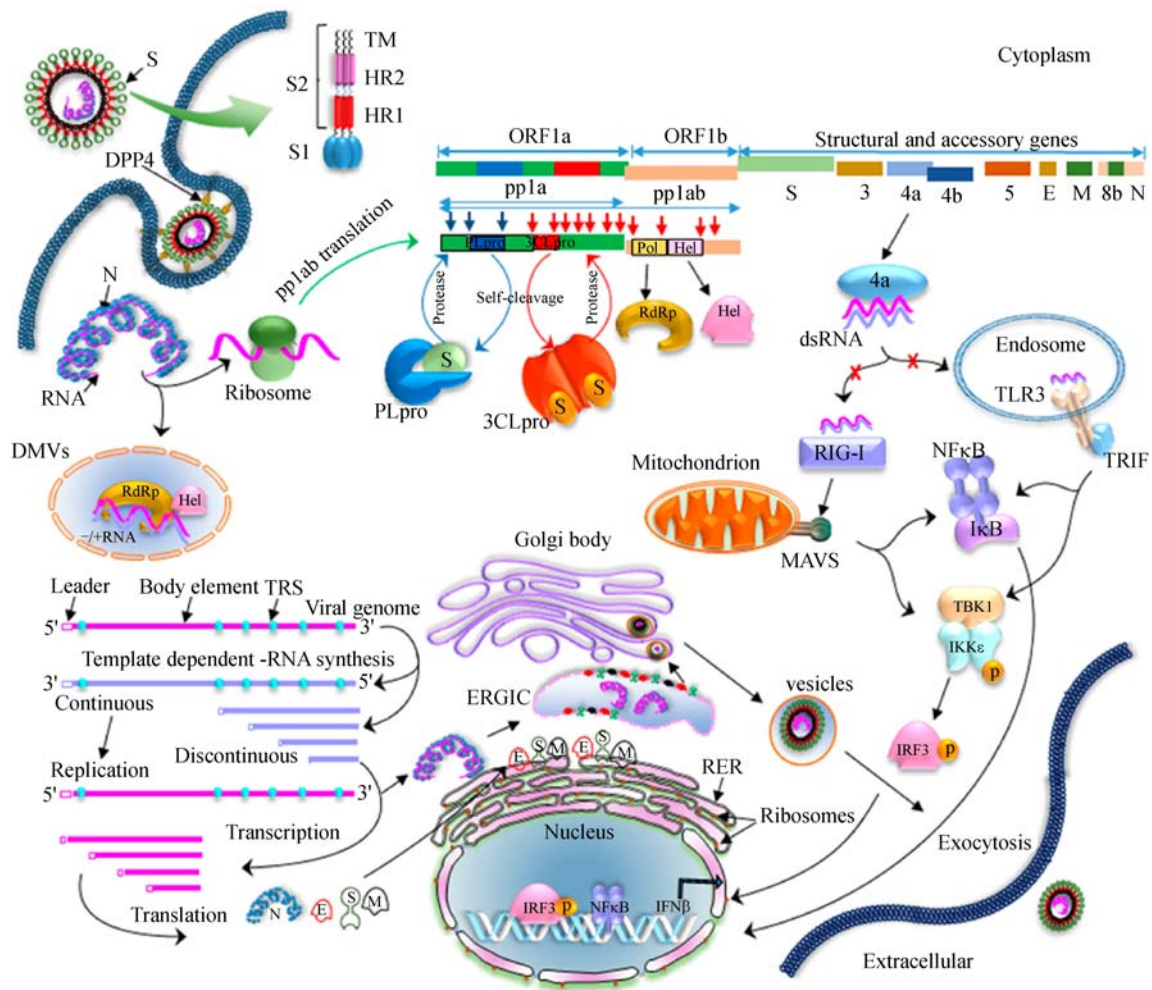 S
TM
S2
HR2
HR1
S1
Cytoplasm
DPP4
ORF1a
ORF1b
Structural and accessory genes
S
3
4a
4b
5
E
M
8b
N
pp1a
pp1ab
PLpro
3CLpro
Pol
Hel
pp1ab translation
N
RNA
Ribosome
Protease
Self-cleavage
Protease
S
PLpro
S
S
3CLpro
RdRp
Hel
4a
dsRNA
Endosome
TLR3
TRIF
RIG-I
NFκB
IκB
Mitochondrion
MAVS
DMVs
RdRp
Hel
−/+RNA
TBK1
IKKε
p
IRF3
p
Leader
Body element
TRS
Viral genome
5'
3'
Template dependent -RNA synthesis
3'
5'
Continuous
Discontinuous
Replication
5'
3'
Transcription
Translation
N
E
S
M
Golgi body
ERGIC
vesicles
E
S
M
E
S
M
RER
Ribosomes
Nucleus
IRF3
p
NFκB
IFNβ
Exocytosis
Extracellular